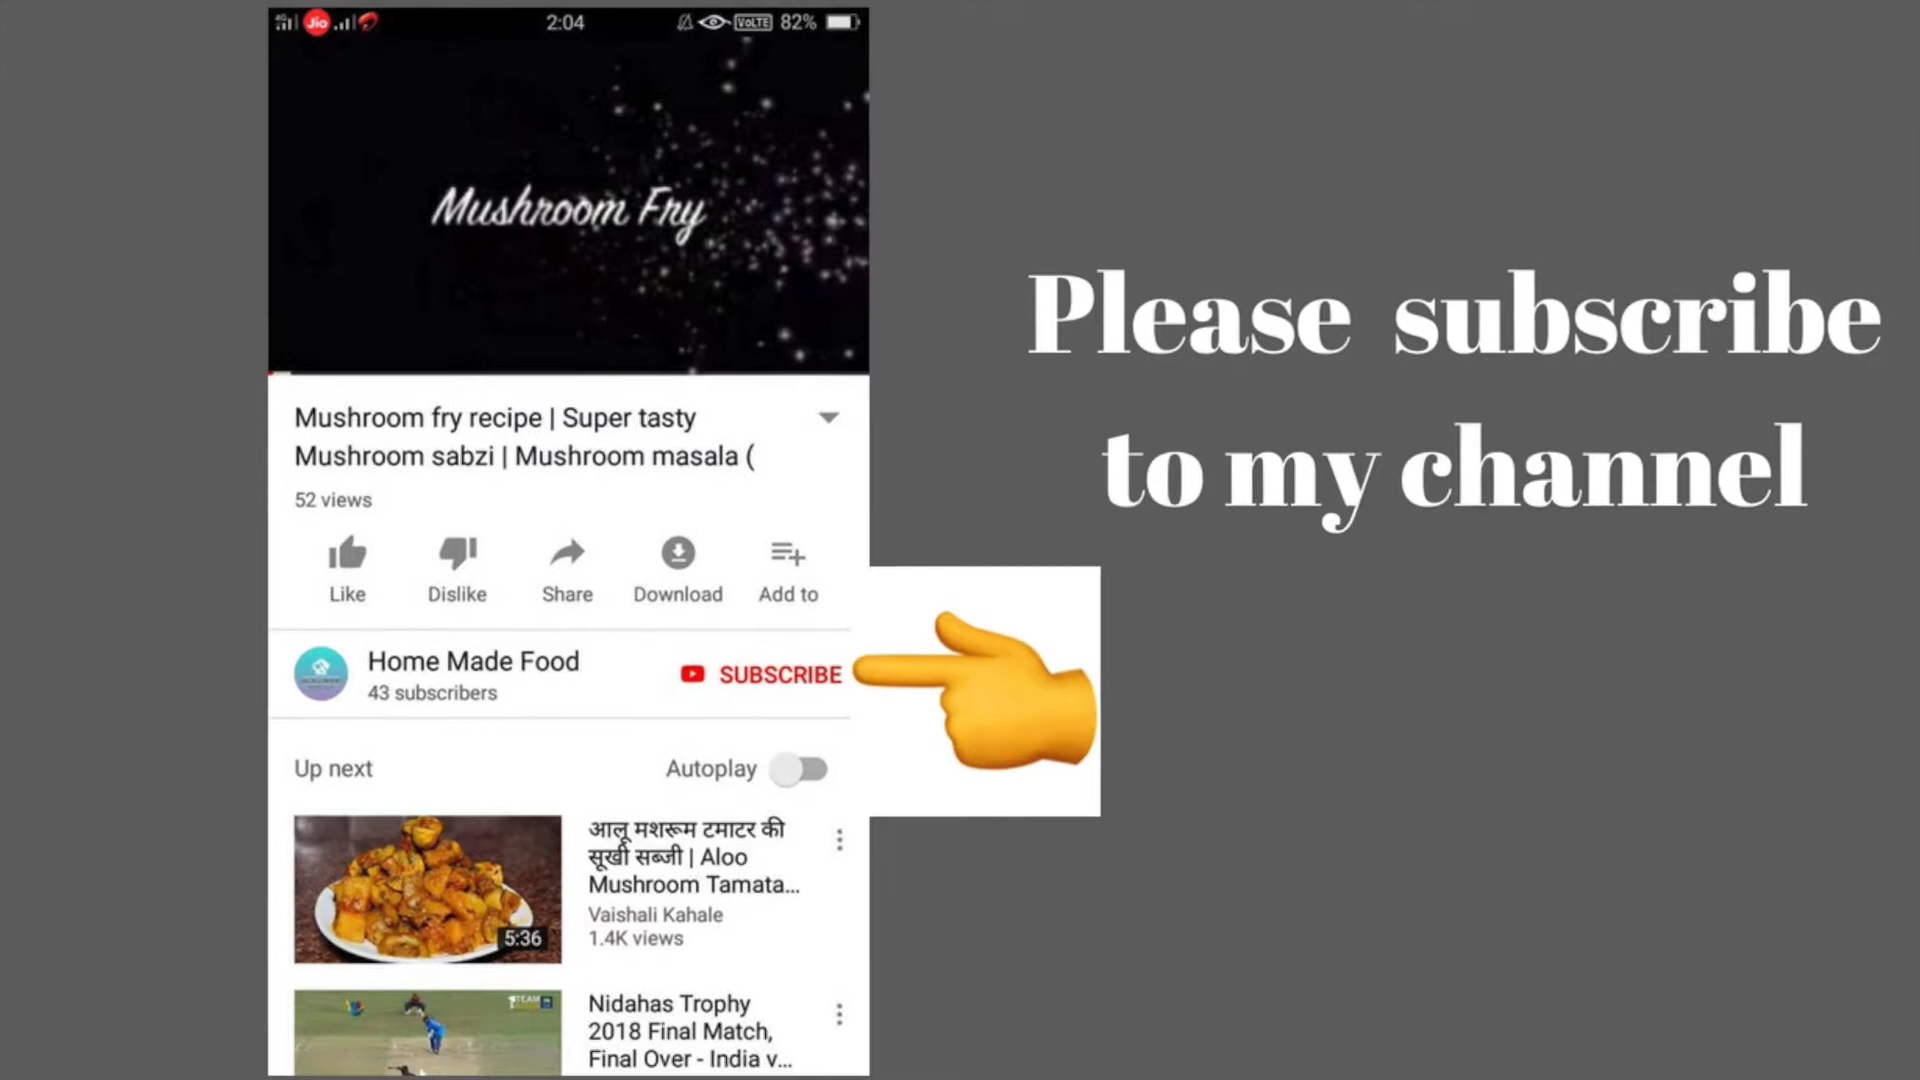 4G Jio
2:04
VoLTE 82%
Mushroom Fry
Mushroom fry recipe | Super tasty
Mushroom sabzi | Mushroom masala (
52 views
Like Dislike Share Download Add to
Home Made Food
43 subscribers
SUBSCRIBE
Up next
Autoplay
5:36
आलू मशरूम टमाटर की
सूखी सब्जी | Aloo
Mushroom Tamata...
Vaishali Kahale
1.4K views
Nidahas Trophy
2018 Final Match,
Final Over - India v...
Please subscribe
to my channel